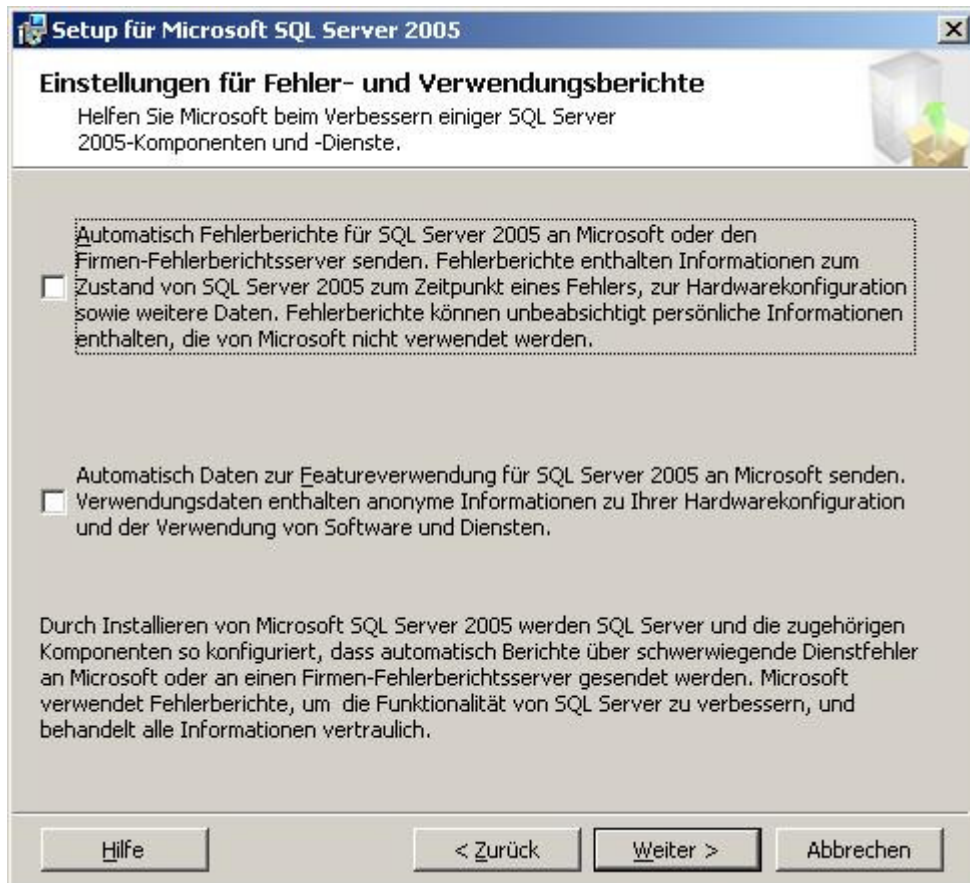 Setup für Microsoft SQL Server 2005
Einstellungen für Fehler- und Verwendungsberichte
Helfen Sie Microsoft beim Verbessern einiger SQL Server
2005-Komponenten und -Dienste.
Automatisch Fehlerberichte für SQL Server 2005 an Microsoft oder den
Firmen-Fehlerberichtsserver senden. Fehlerberichte enthalten Informationen zum
Zustand von SQL Server 2005 zum Zeitpunkt eines Fehlers, zur Hardwarekonfiguration
sowie weitere Daten. Fehlerberichte können unbeabsichtigt persönliche Informationen
enthalten, die von Microsoft nicht verwendet werden.
Automatisch Daten zur Featureverwendung für SQL Server 2005 an Microsoft senden.
Verwendungsdaten enthalten anonyme Informationen zu Ihrer Hardwarekonfiguration
und der Verwendung von Software und Diensten.
Durch Installieren von Microsoft SQL Server 2005 werden SQL Server und die zugehörigen
Komponenten so konfiguriert, dass automatisch Berichte über schwerwiegende Dienstfehler
an Microsoft oder an einen Firmen-Fehlerberichtsserver gesendet werden. Microsoft
verwendet Fehlerberichte, um  die Funktionalität von SQL Server zu verbessern, und
behandelt alle Informationen vertraulich.
Hilfe
< Zurück
Weiter >
Abbrechen